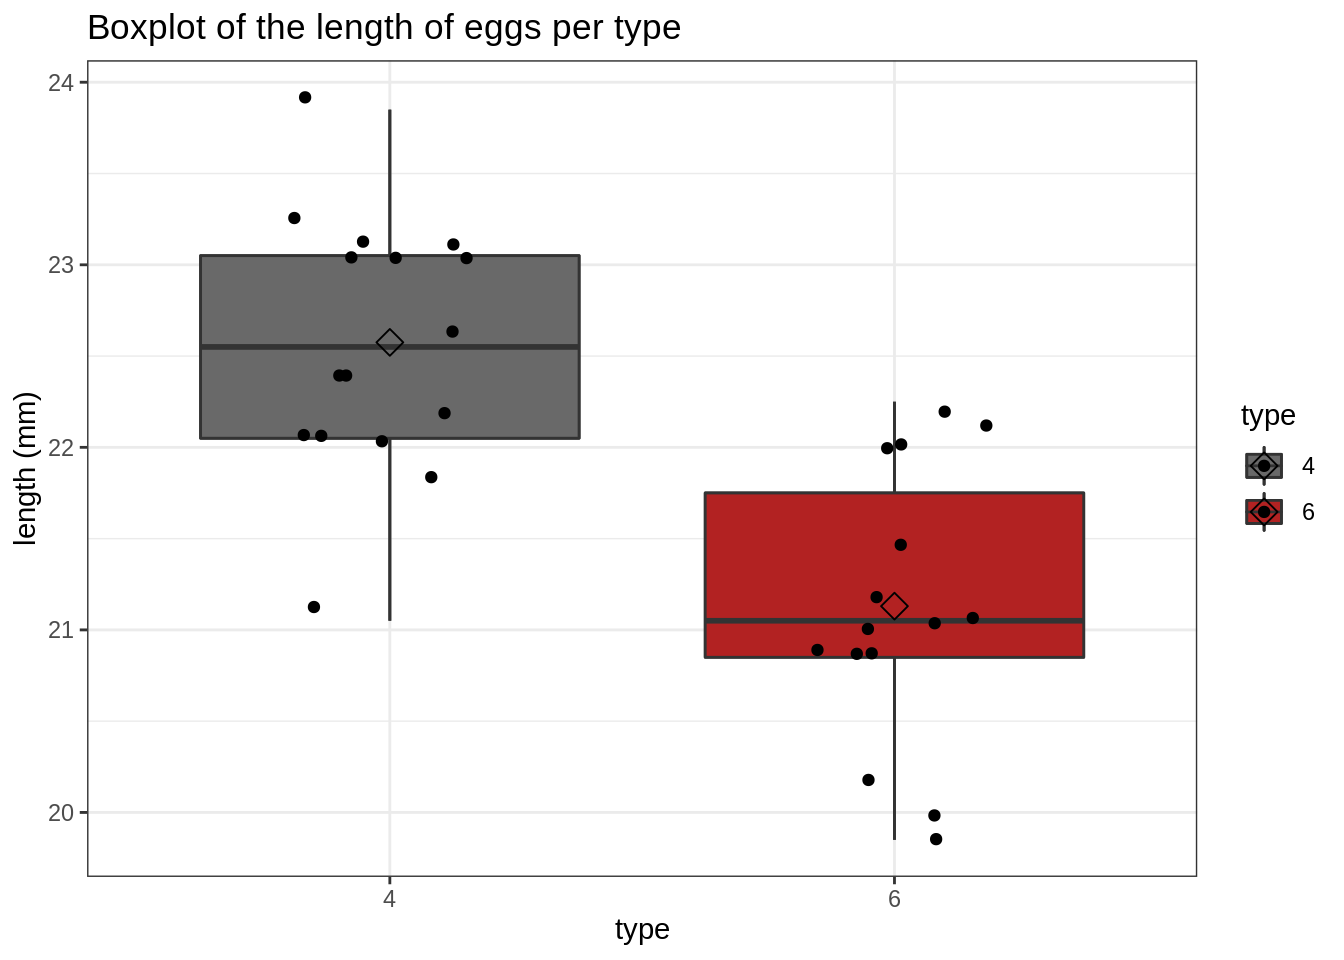 Boxplot of the length of eggs per type
24
23
22
21
20
length (mm)
4
6
type
type
4
6